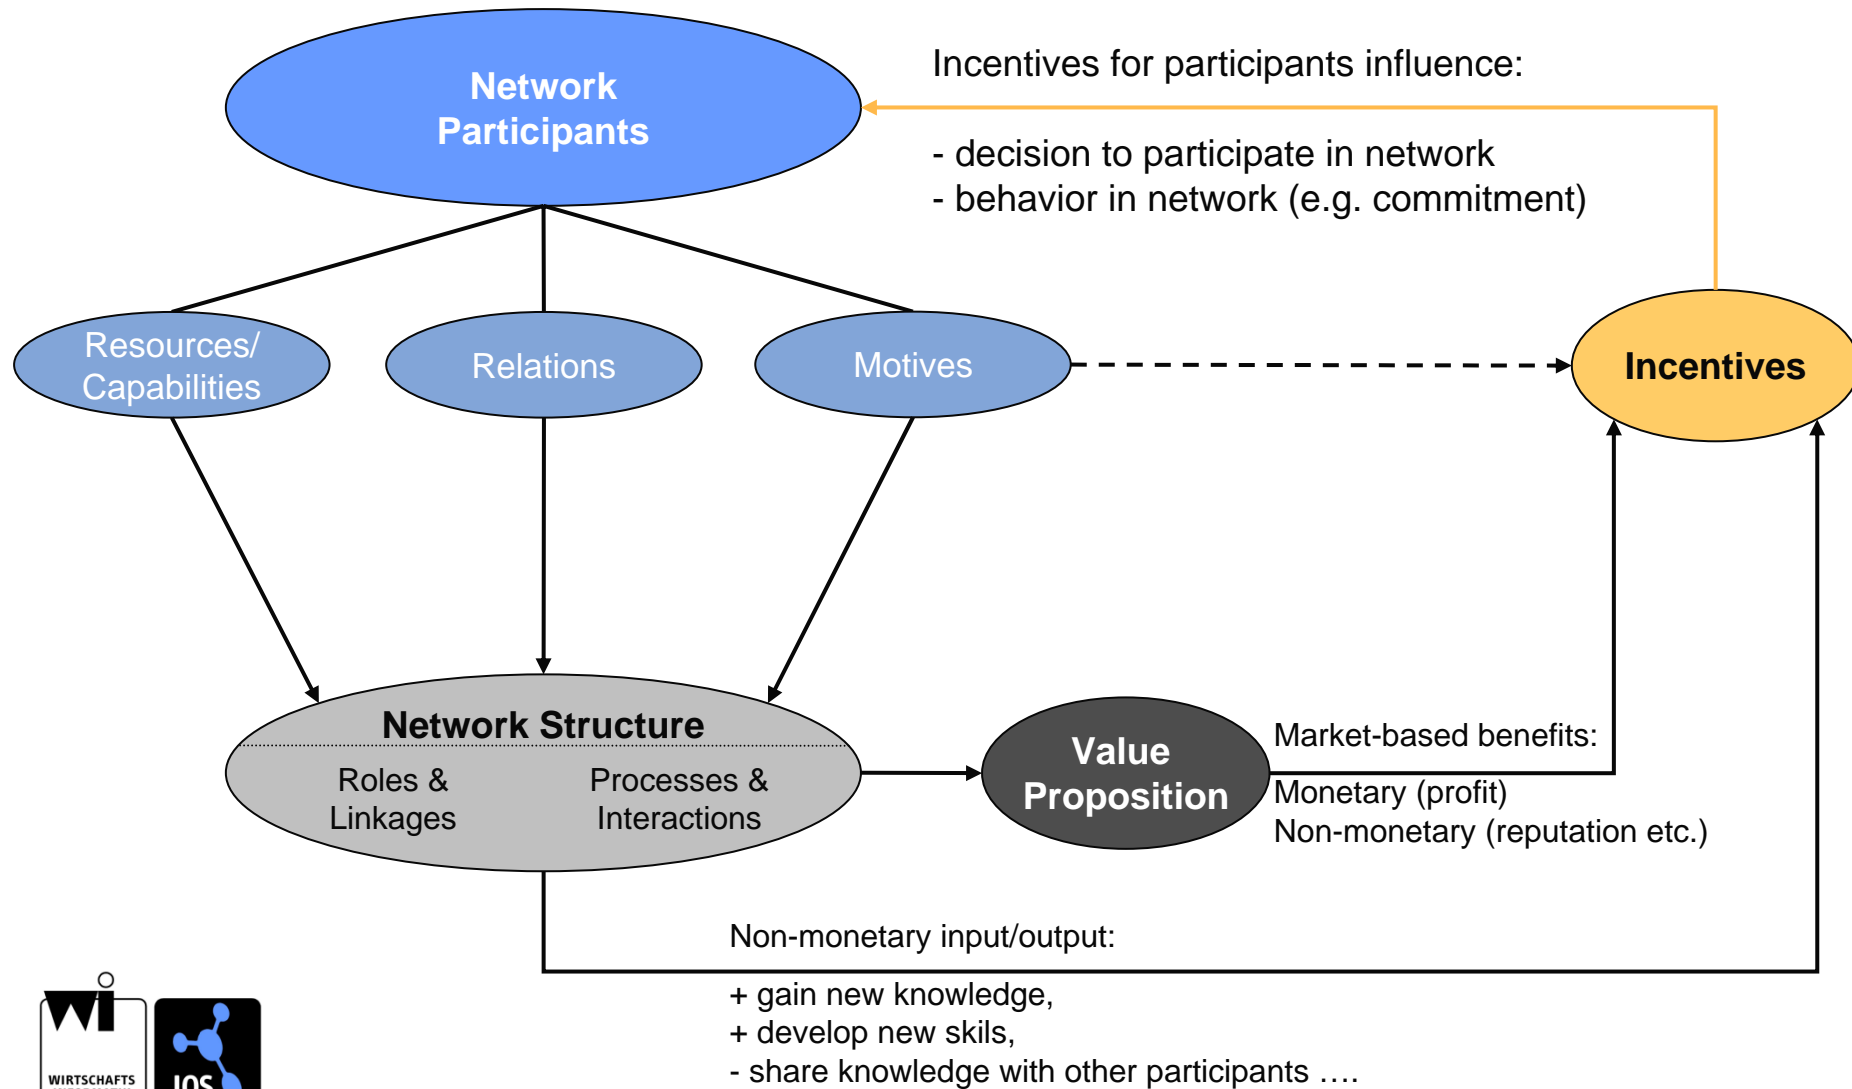 Network
Participants
Incentives for participants influence:
- decision to participate in network
- behavior in network (e.g. commitment)
Resources/
Capabilities
Relations
Motives
Incentives
Network Structure
Roles &
Linkages
Processes &
Interactions
Value
Proposition
Market-based benefits:
Monetary (profit)
Non-monetary (reputation etc.)
Non-monetary input/output:
+ gain new knowledge,
+ develop new skils,
- share knowledge with other participants ….
wi
WIRTSCHAFTS
IOS